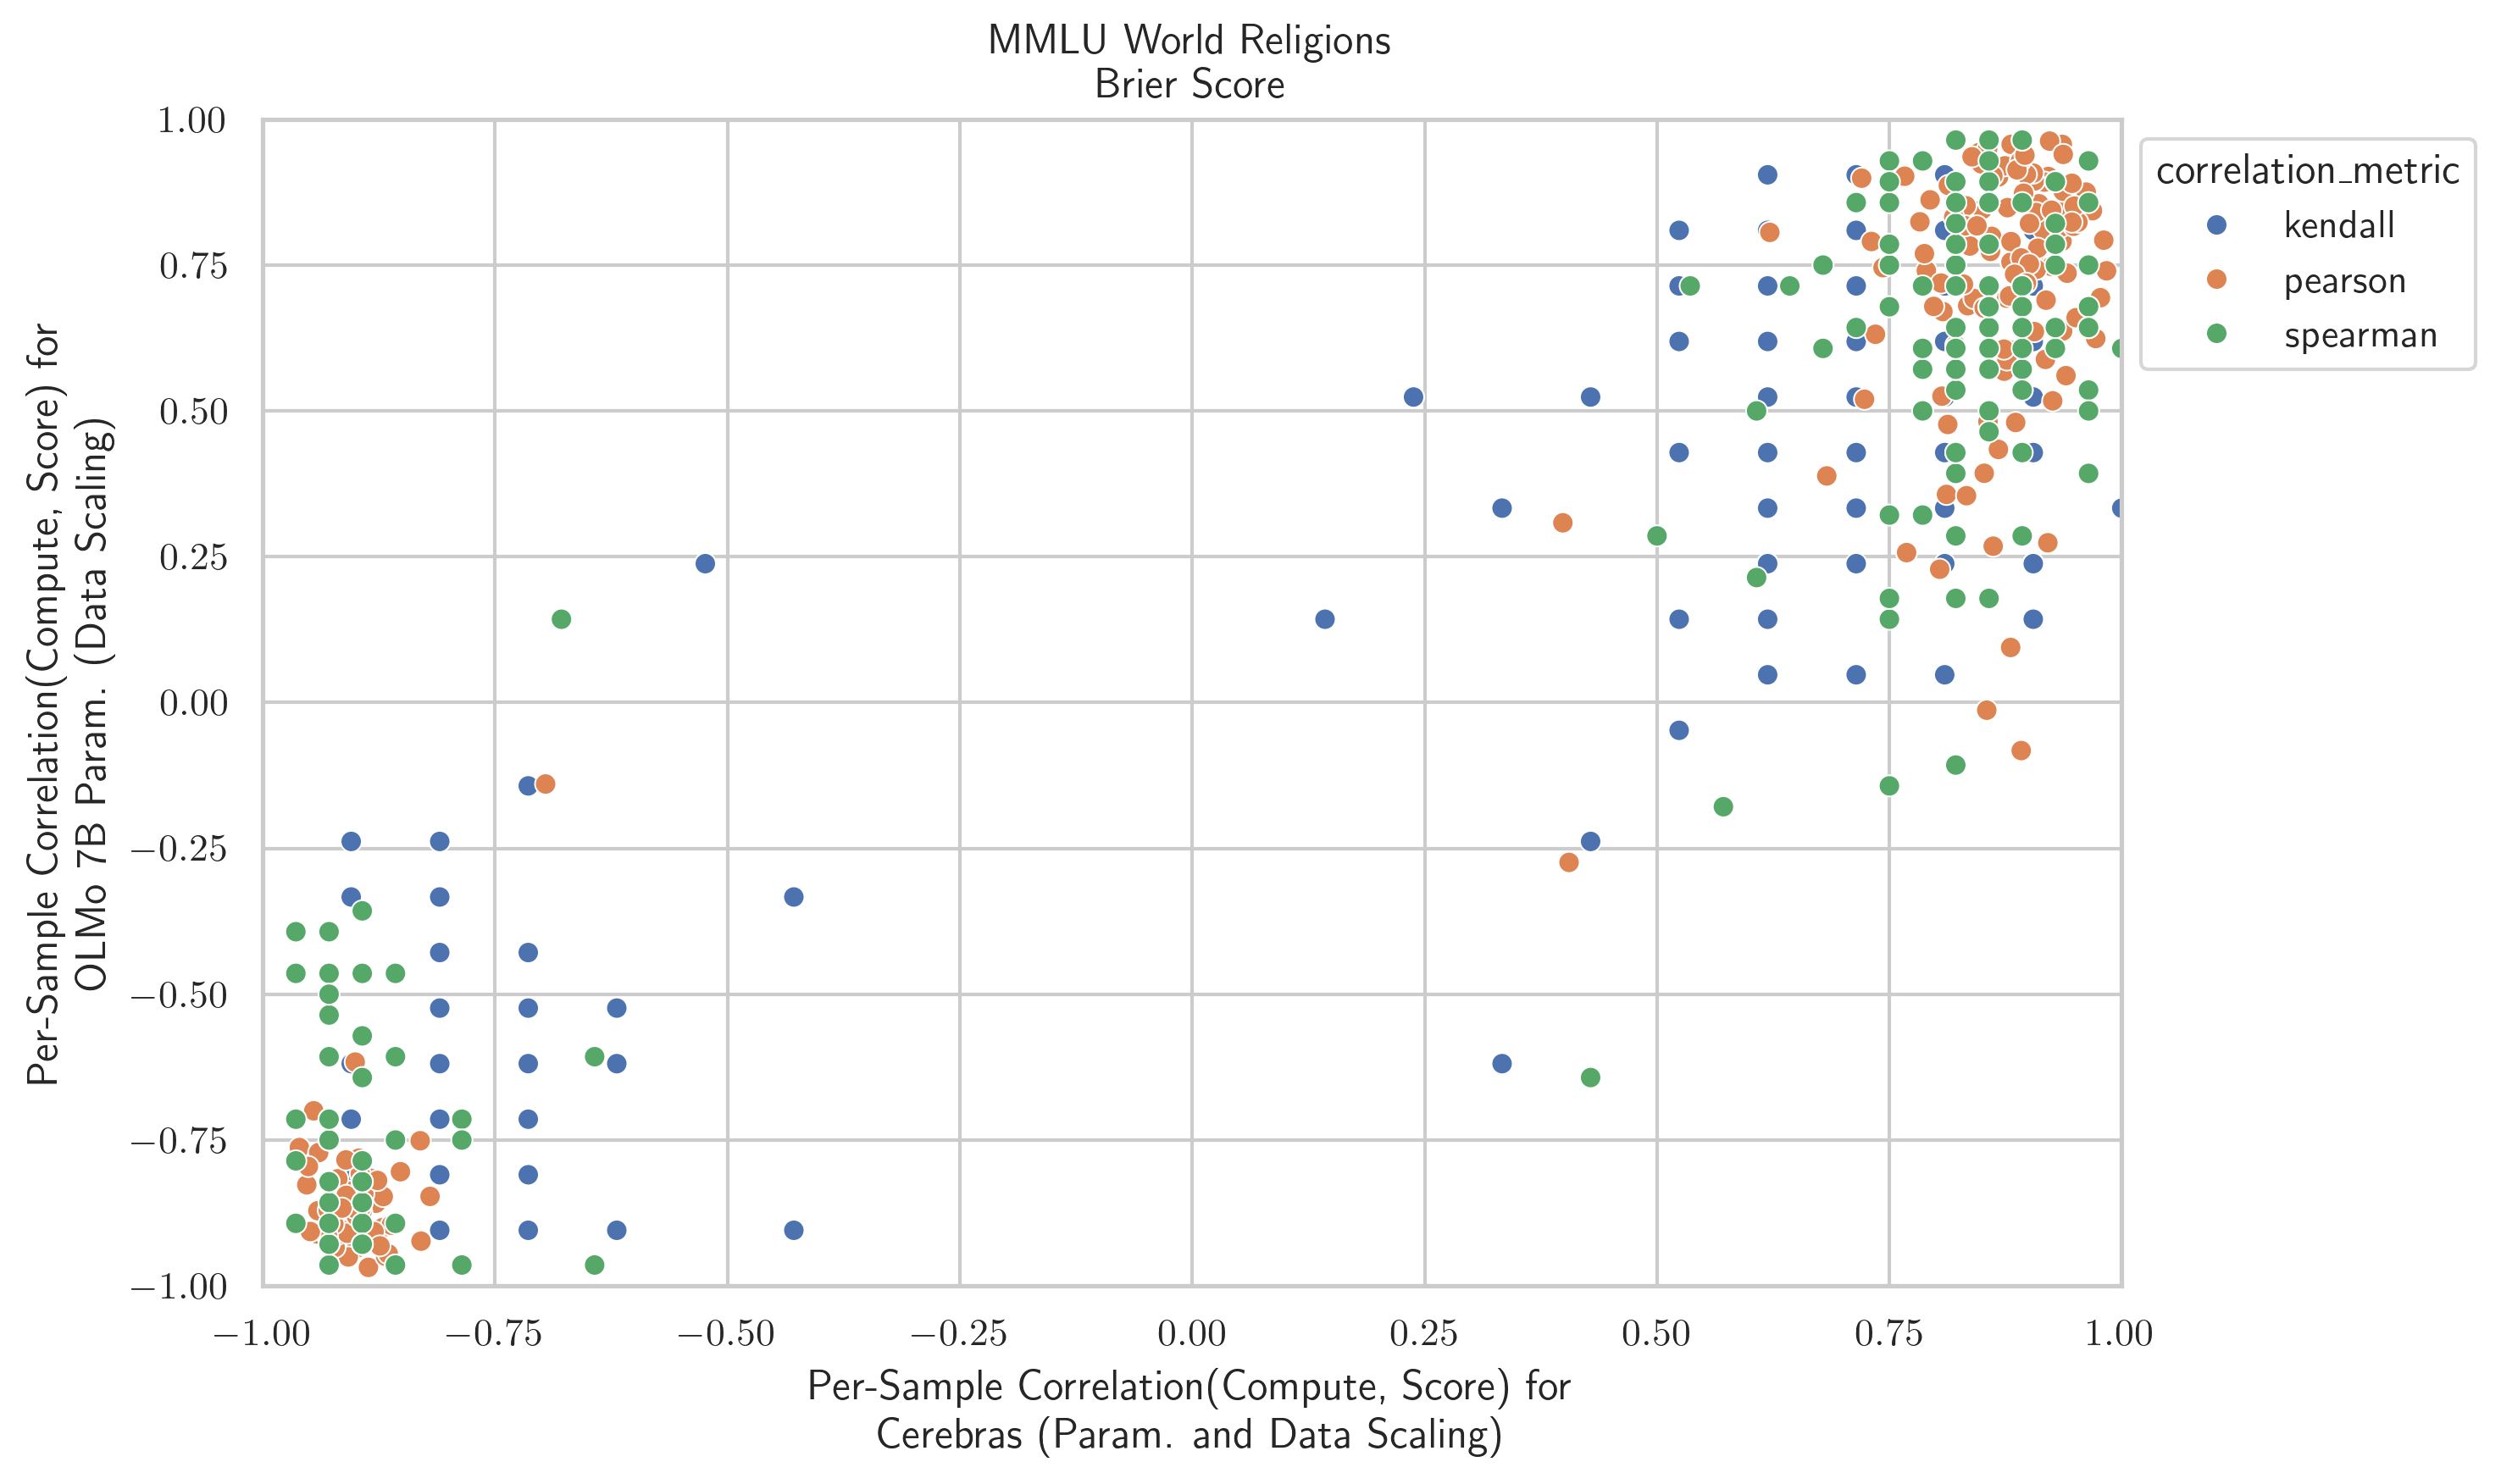 MMLU World Religions
Brier Score
1.00
0.75
0.50
0.25
0.00
−0.25
−0.50
−0.75
−1.00
Per-Sample Correlation(Compute, Score) for
OLMo 7B Param. (Data Scaling)
−1.00 −0.75 −0.50 −0.25 0.00 0.25 0.50 0.75 1.00
Per-Sample Correlation(Compute, Score) for
Cerebras (Param. and Data Scaling)
correlation_metric
kendall
pearson
spearman